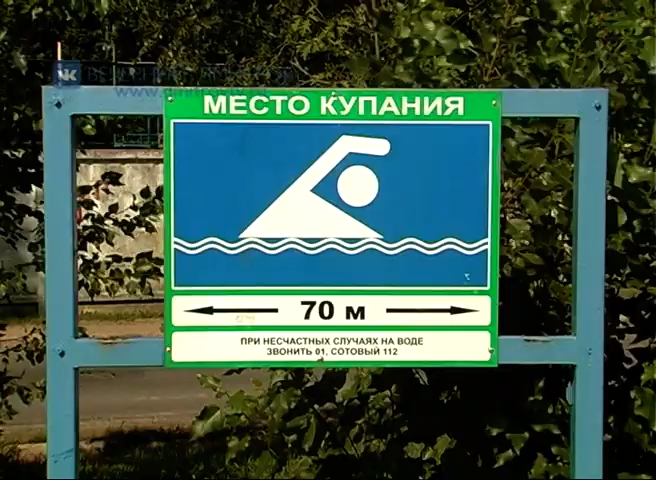 МЕСТО КУПАНИЯ
70 м
ПРИ НЕСЧАСТНЫХ СЛУЧАЯХ НА ВОДЕ
ЗВОНИТЬ 01, СОТОВЫЙ 112